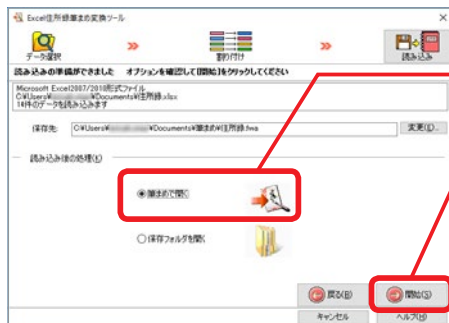 Excel住所録筆まめ変換ツール
データ選択
割り付け
読み込み
読み込みの準備ができました オプションを確認して[開始]をクリックしてください
Microsoft Excel2007/2010形式ファイル
C:¥Users¥ ¥Documents¥住所録.xlsx
14件のデータを読み込みます
保存先: C:¥Users¥ ¥Documents¥筆まめ¥住所録.fwa 変更(D)...
読み込み後の処理(K)
筆まめで開く
保存フォルダを開く
戻る(B) 開始(S)
キャンセル ヘルプ(H)